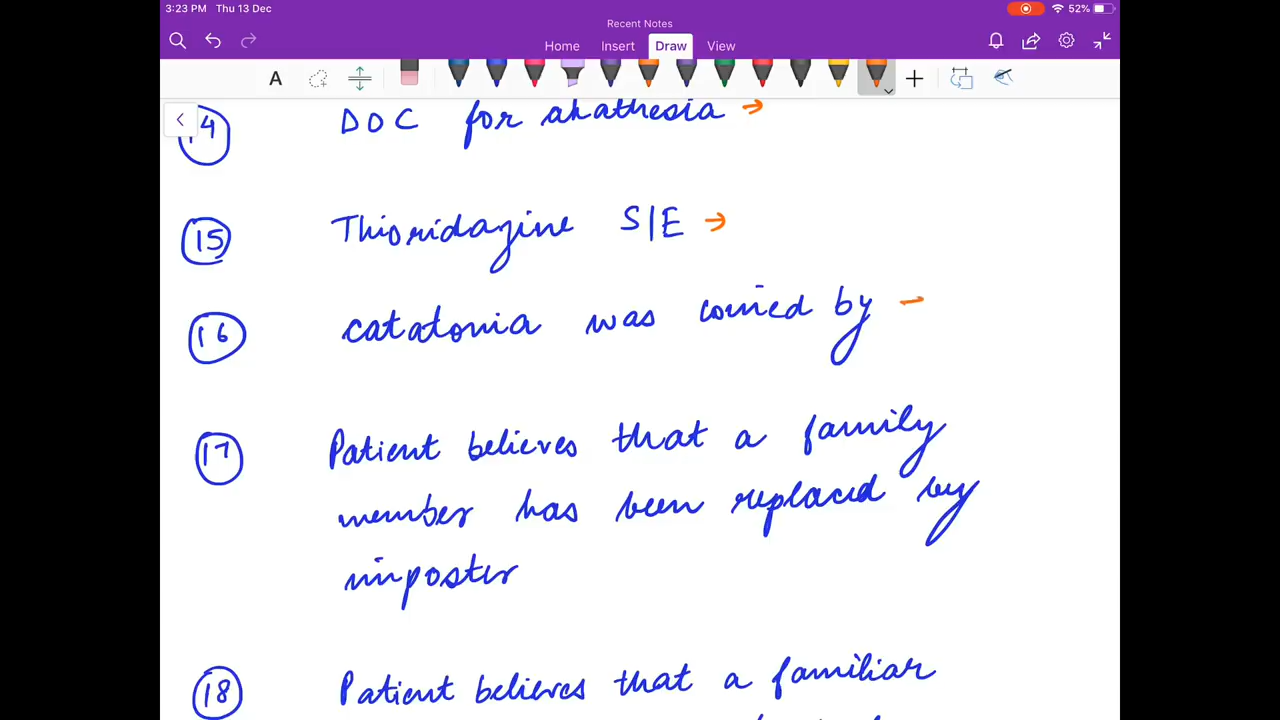 3:23 PM Thu 13 Dec 52%
Recent Notes
Home Insert Draw View
A
14 DOC for akathesia →
15 Thioridazine S/E →
16 catatonia was coined by -
17 Patient believes that a family
member has been replaced by
imposter
18 Patient believes that a familiar